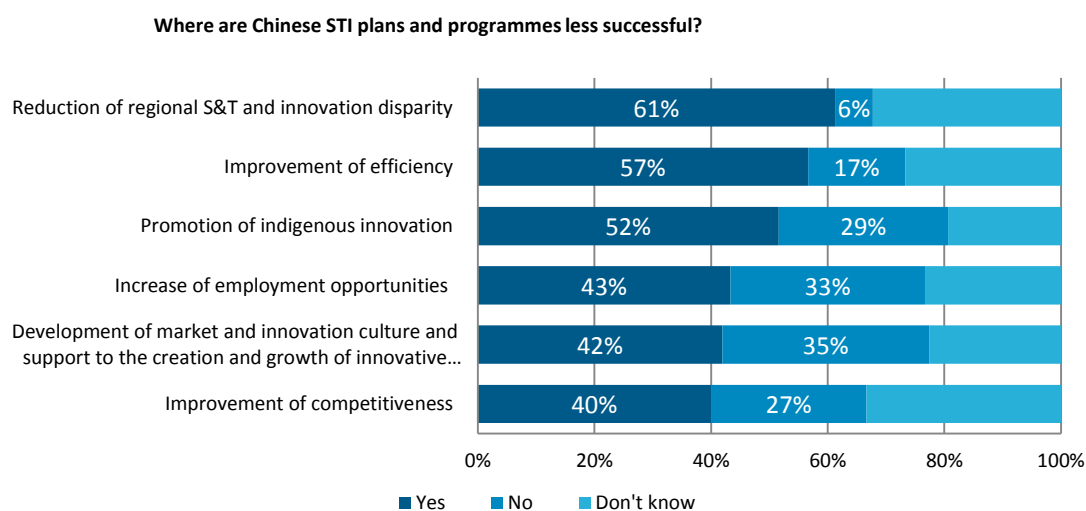 Where are Chinese STI plans and programmes less successful?
Reduction of regional S&T and innovation disparity
61%
6%
Improvement of efficiency
57%
17%
Promotion of indigenous innovation
52%
29%
Increase of employment opportunities
43%
33%
Development of market and innovation culture and
support to the creation and growth of innovative…
42%
35%
Improvement of competitiveness
40%
27%
0%
20%
40%
60%
80%
100%
Yes
No
Don't know